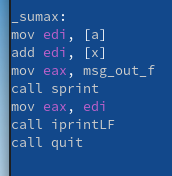 _sumax:
mov edi, [a]
add edi, [x]
mov eax, msg_out_f
call sprint
mov eax, edi
call iprintLF
call quit